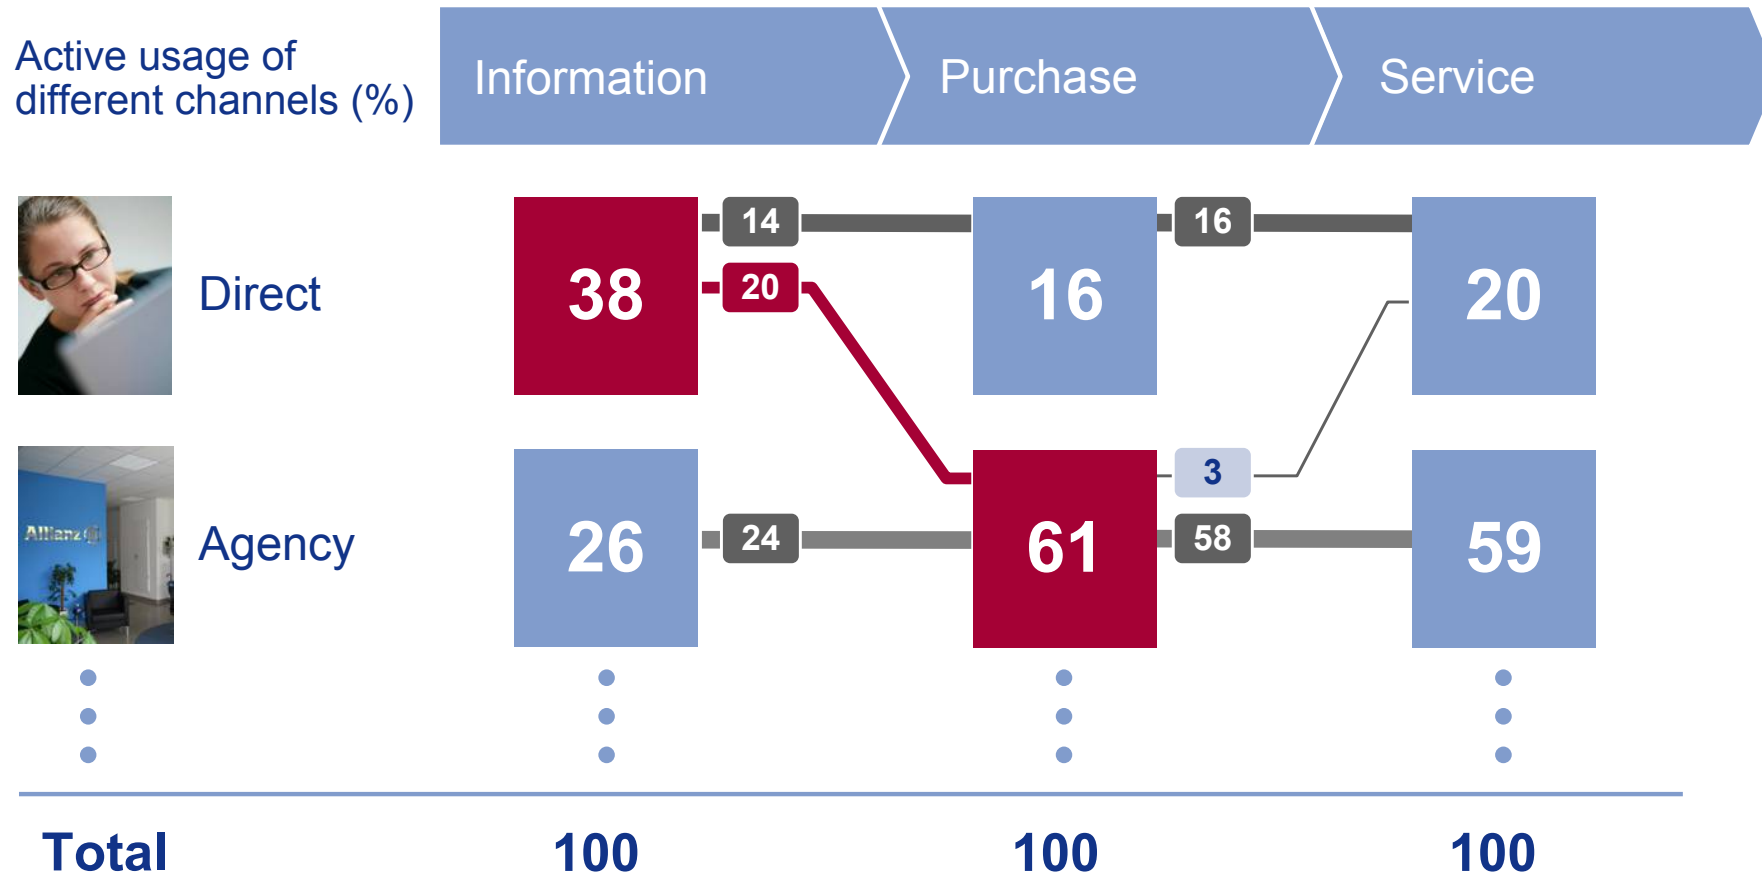 Active usage of
different channels (%)
Information
Purchase
Service
Direct
38
14
20
16
16
20
Allianz
Agency
26
24
61
3
58
59
Total
100
100
100